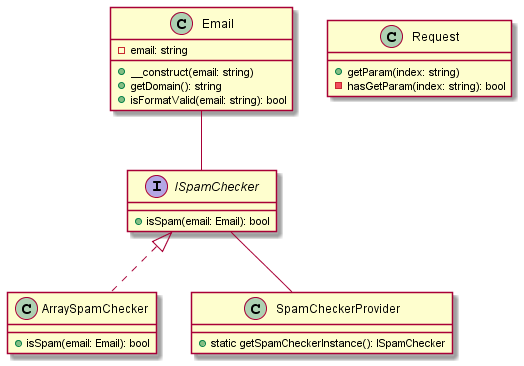 C Email
email: string
__construct(email: string)
getDomain(): string
isFormatValid(email: string): bool
C Request
getParam(index: string)
hasGetParam(index: string): bool
I ISpamChecker
isSpam(email: Email): bool
C ArraySpamChecker
isSpam(email: Email): bool
C SpamCheckerProvider
static getSpamCheckerInstance(): ISpamChecker